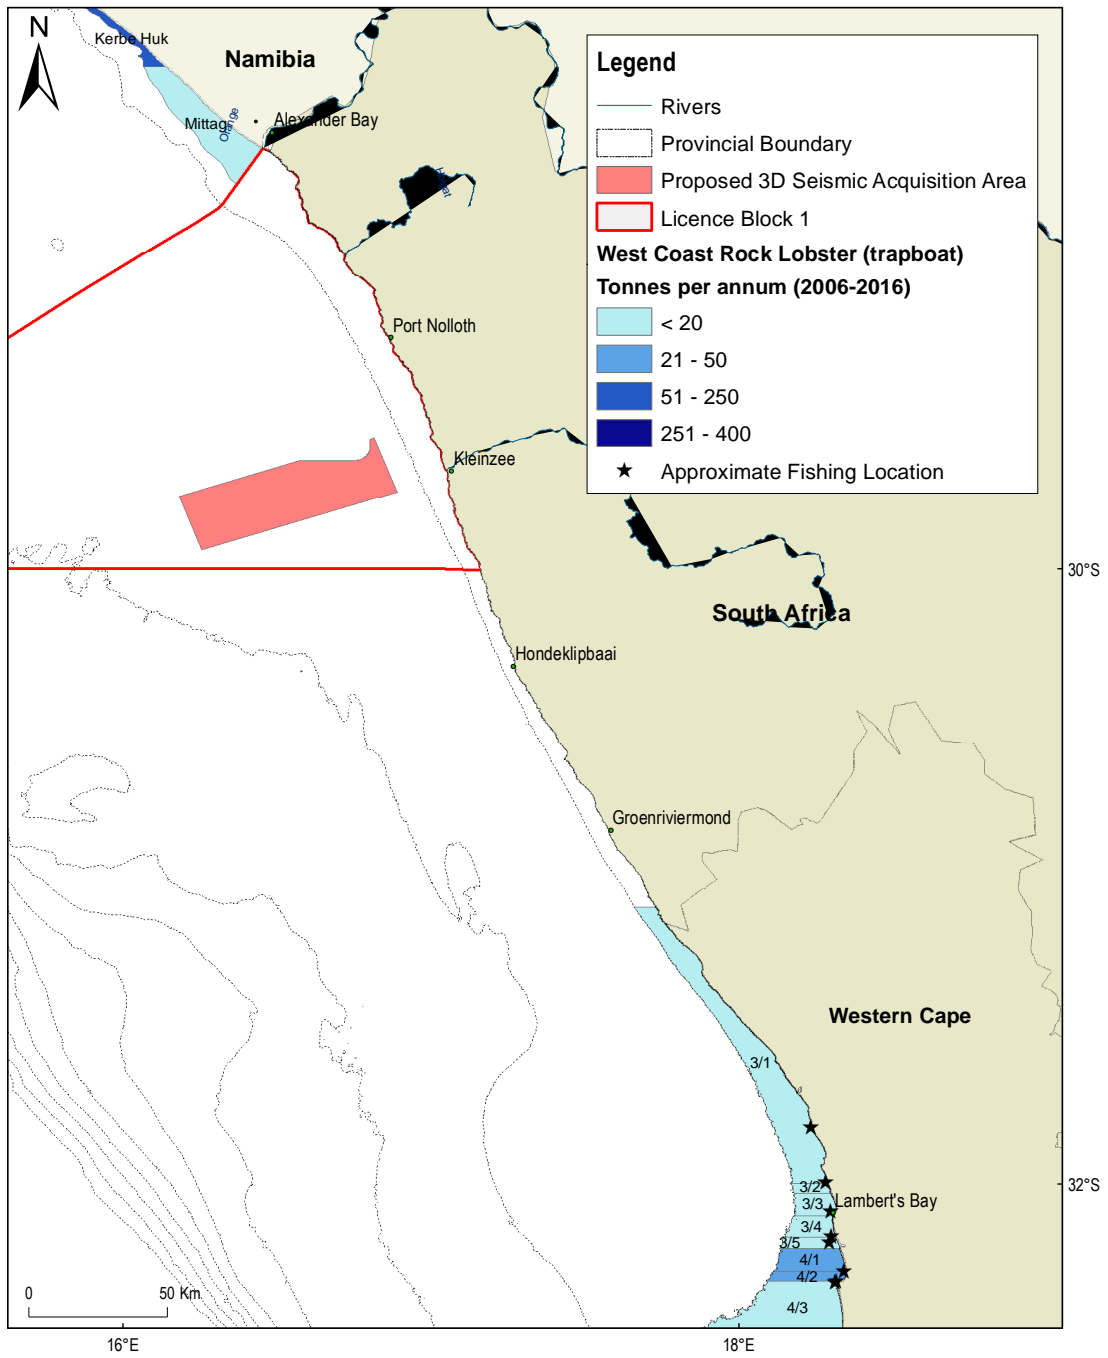 N
Kerbe Huk
Namibia
Mittag
Orange
Alexander Bay
Port Nolloth
Kleinzee
Hondeklipbaai
Groenriviermond
South Africa
Western Cape
Lambert's Bay
3/1
3/2
3/3
3/4
3/5
4/1
4/2
4/3
Legend
Rivers
Provincial Boundary
Proposed 3D Seismic Acquisition Area
Licence Block 1
West Coast Rock Lobster (trapboat)
Tonnes per annum (2006-2016)
< 20
21 - 50
51 - 250
251 - 400
Approximate Fishing Location
30°S
32°S
0 50 Km
16°E 18°E